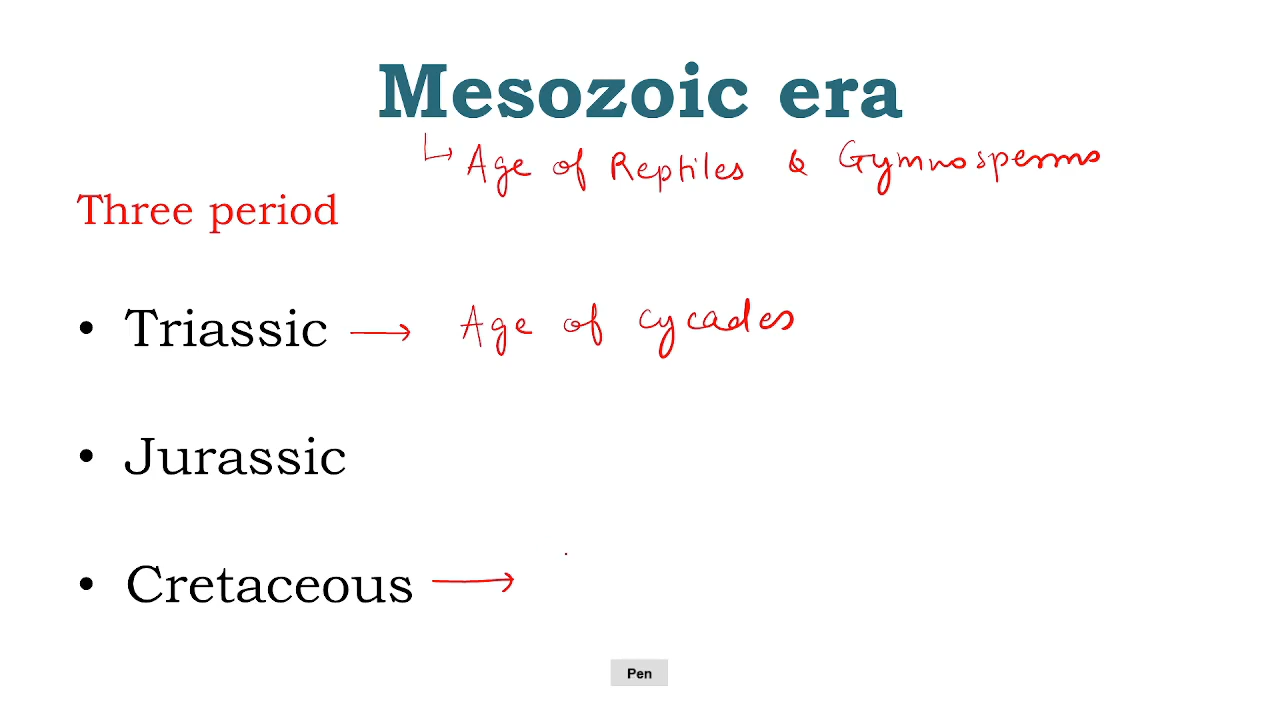 Mesozoic era
↳ Age of Reptiles & Gymnosperms
Three period
• Triassic → Age of Cycades
• Jurassic
• Cretaceous →
Pen